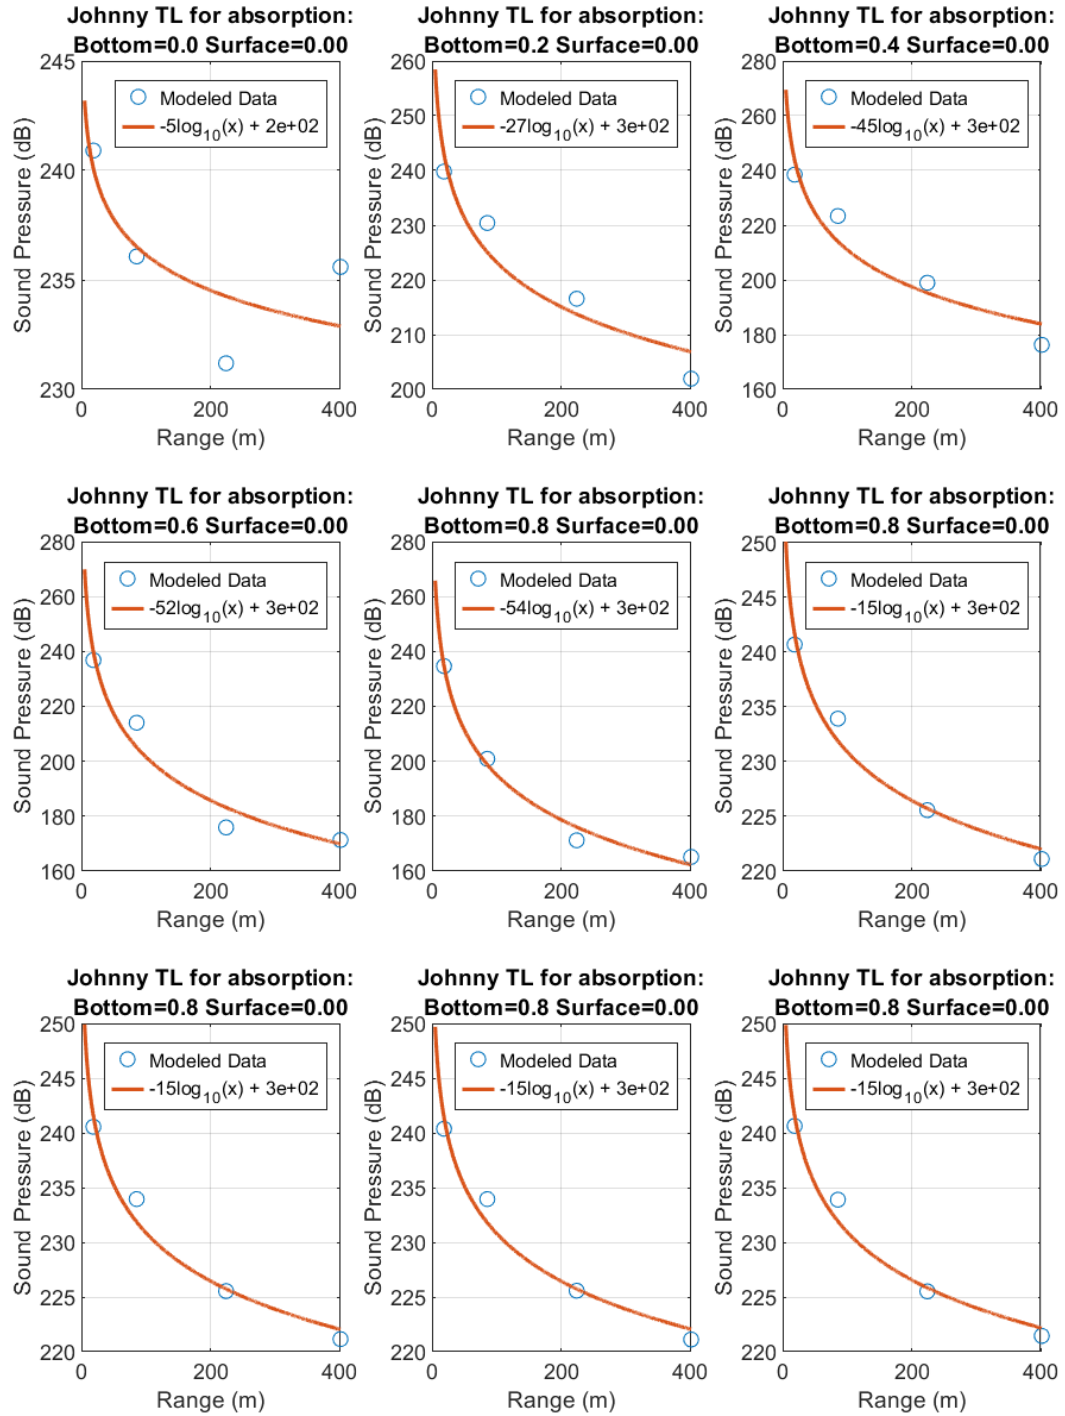 Johnny TL for absorption:
Bottom=0.0 Surface=0.00
245
240
235
230
Sound Pressure (dB)
Modeled Data
-5log10(x) + 2e+02
0 200 400
Range (m)
Johnny TL for absorption:
Bottom=0.2 Surface=0.00
260
250
240
230
220
210
200
Sound Pressure (dB)
Modeled Data
-27log10(x) + 3e+02
0 200 400
Range (m)
Johnny TL for absorption:
Bottom=0.4 Surface=0.00
280
260
240
220
200
180
160
Sound Pressure (dB)
Modeled Data
-45log10(x) + 3e+02
0 200 400
Range (m)
Johnny TL for absorption:
Bottom=0.6 Surface=0.00
280
260
240
220
200
180
160
Sound Pressure (dB)
Modeled Data
-52log10(x) + 3e+02
0 200 400
Range (m)
Johnny TL for absorption:
Bottom=0.8 Surface=0.00
280
260
240
220
200
180
160
Sound Pressure (dB)
Modeled Data
-54log10(x) + 3e+02
0 200 400
Range (m)
Johnny TL for absorption:
Bottom=0.8 Surface=0.00
250
245
240
235
230
225
220
Sound Pressure (dB)
Modeled Data
-15log10(x) + 3e+02
0 200 400
Range (m)
Johnny TL for absorption:
Bottom=0.8 Surface=0.00
250
245
240
235
230
225
220
Sound Pressure (dB)
Modeled Data
-15log10(x) + 3e+02
0 200 400
Range (m)
Johnny TL for absorption:
Bottom=0.8 Surface=0.00
250
245
240
235
230
225
220
Sound Pressure (dB)
Modeled Data
-15log10(x) + 3e+02
0 200 400
Range (m)
Johnny TL for absorption:
Bottom=0.8 Surface=0.00
250
245
240
235
230
225
220
Sound Pressure (dB)
Modeled Data
-15log10(x) + 3e+02
0 200 400
Range (m)